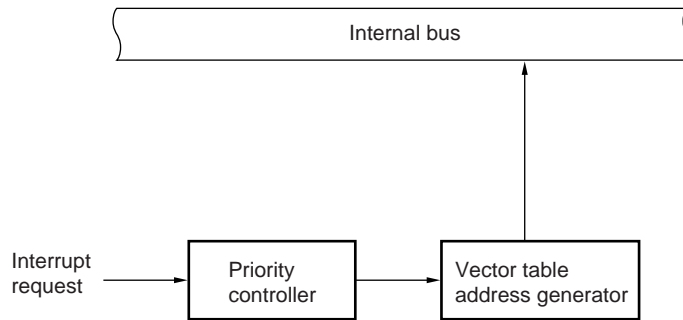 Internal bus
Interrupt
request
Priority
controller
Vector table
address generator